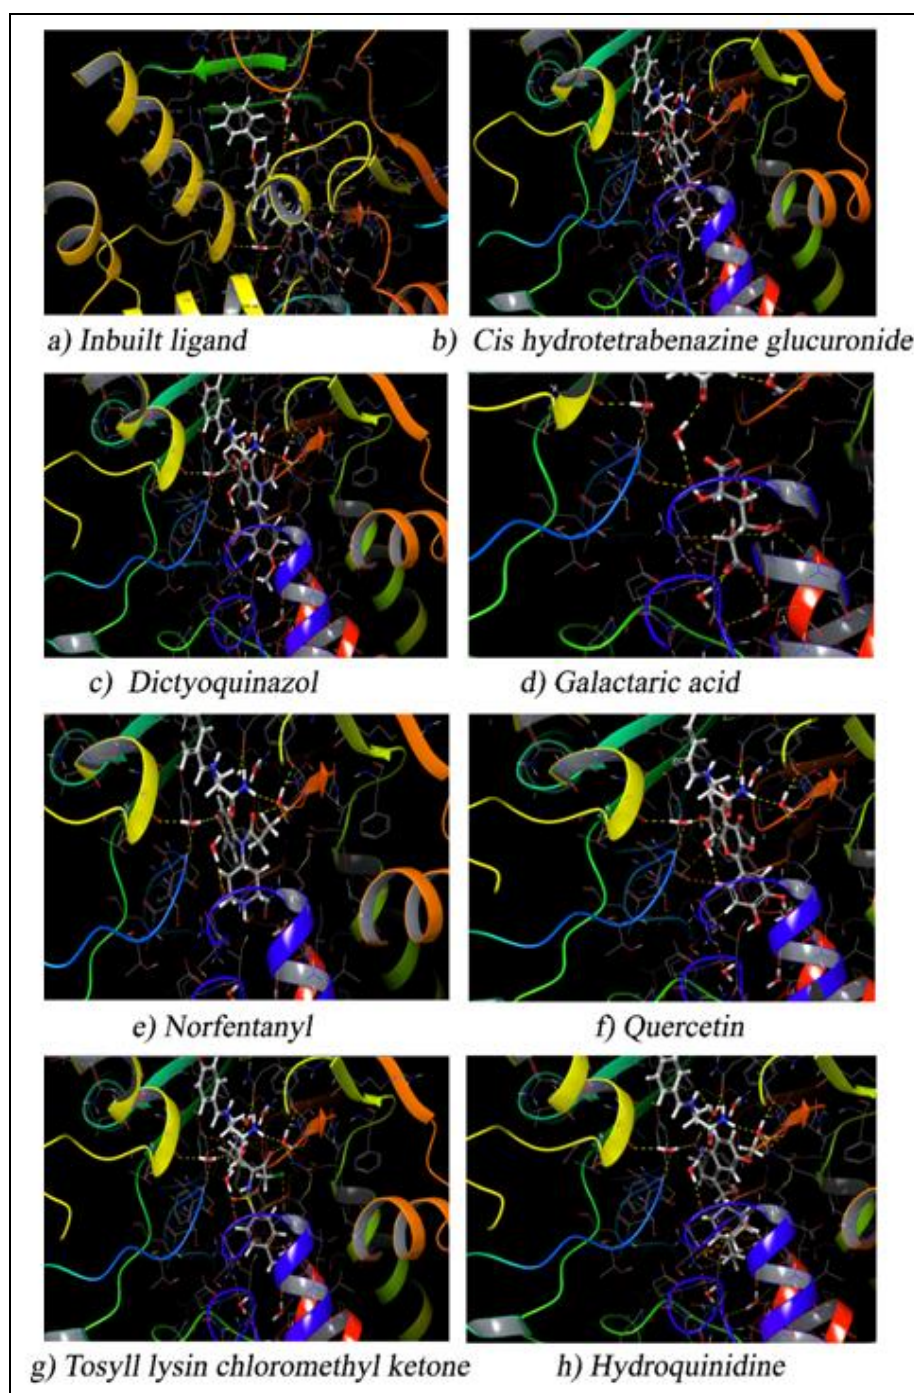 a) Inbuilt ligand
b) Cis hydrotetrabenazine glucuronide
c) Dictyoquinazol
d) Galactaric acid
e) Norfentanyl
f) Quercetin
g) Tosyll lysin chloromethyl ketone
h) Hydroquinidine